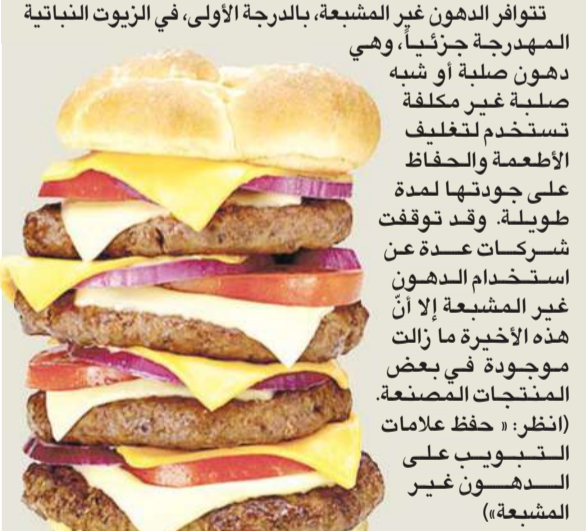 تتوافر الدهون غير المشبعة، بالدرجة الأولى، في الزيوت النباتية
المهدرجة جزئياً، وهي
دهون صلبة أو شبه
صلبة غير مكلفة
تستخدم لتغليف
الأطعمة والحفاظ
على جودتها لمدة
طويلة. وقد توقفت
شركات عدة عن
استخدام الدهون
غير المشبعة إلا أنّ
هذه الأخيرة ما زالت
موجودة في بعض
المنتجات المصنعة.
(انظر: « حفظ علامات
التبويب على
الدهون غير
المشبعة»)